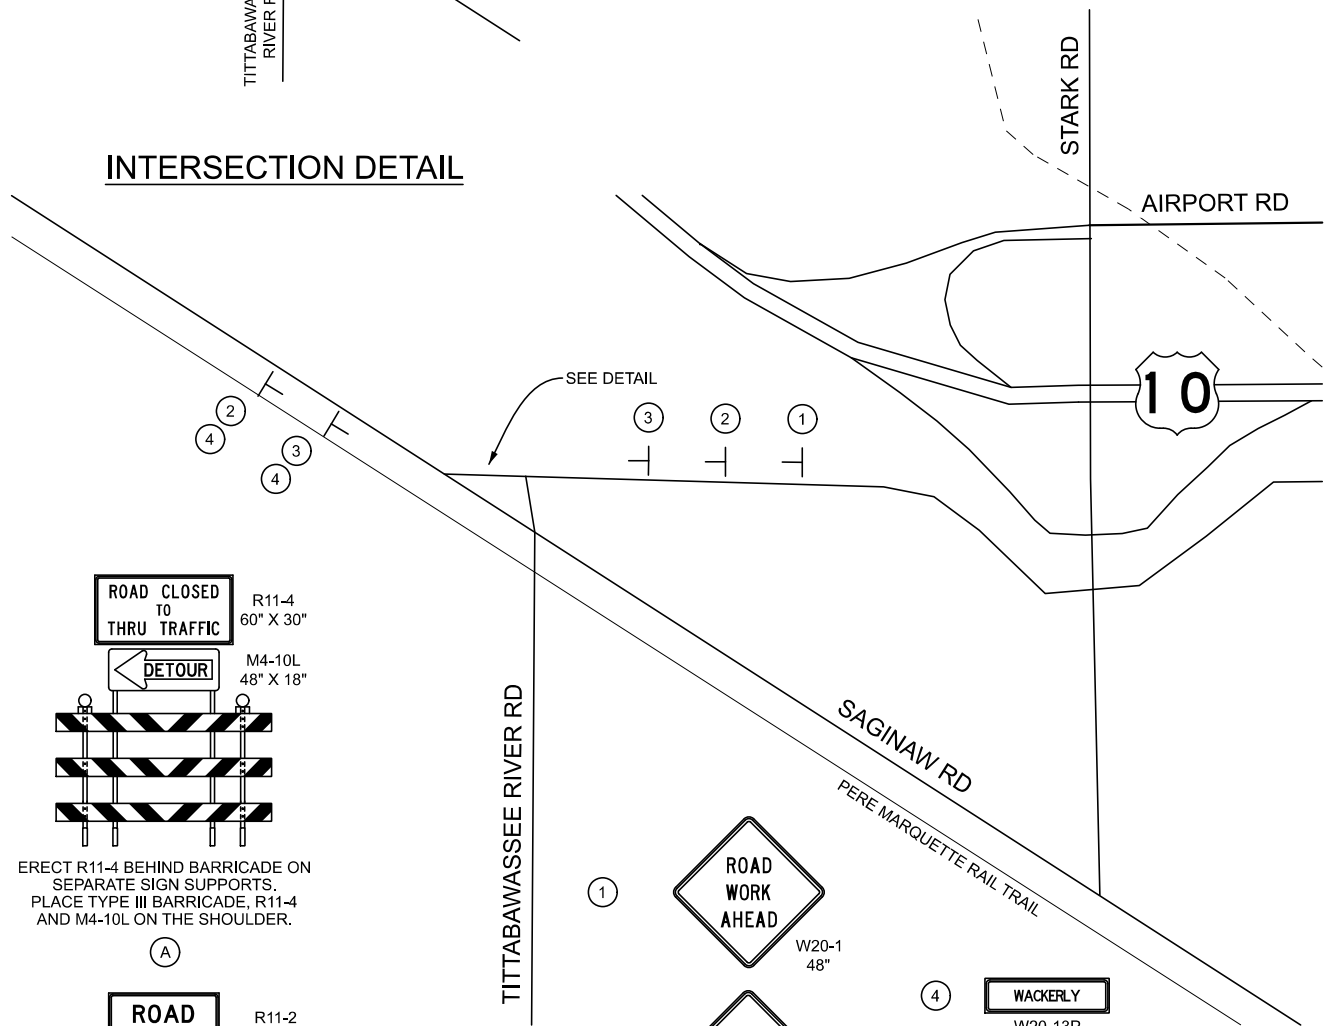 TITTABAWA
RIVER R
INTERSECTION DETAIL
STARK RD
AIRPORT RD
10
SEE DETAIL
3
2
1
2
4
3
4
ROAD CLOSED
TO
THRU TRAFFIC
R11-4
60" X 30"
DETOUR
M4-10L
48" X 18"
ERECT R11-4 BEHIND BARRICADE ON
SEPARATE SIGN SUPPORTS.
PLACE TYPE III BARRICADE, R11-4
AND M4-10L ON THE SHOULDER.
A
ROAD
R11-2
TITTABAWASSEE RIVER RD
SAGINAW RD
PERE MARQUETTE RAIL TRAIL
1
ROAD
WORK
AHEAD
W20-1
48"
4
WACKERLY